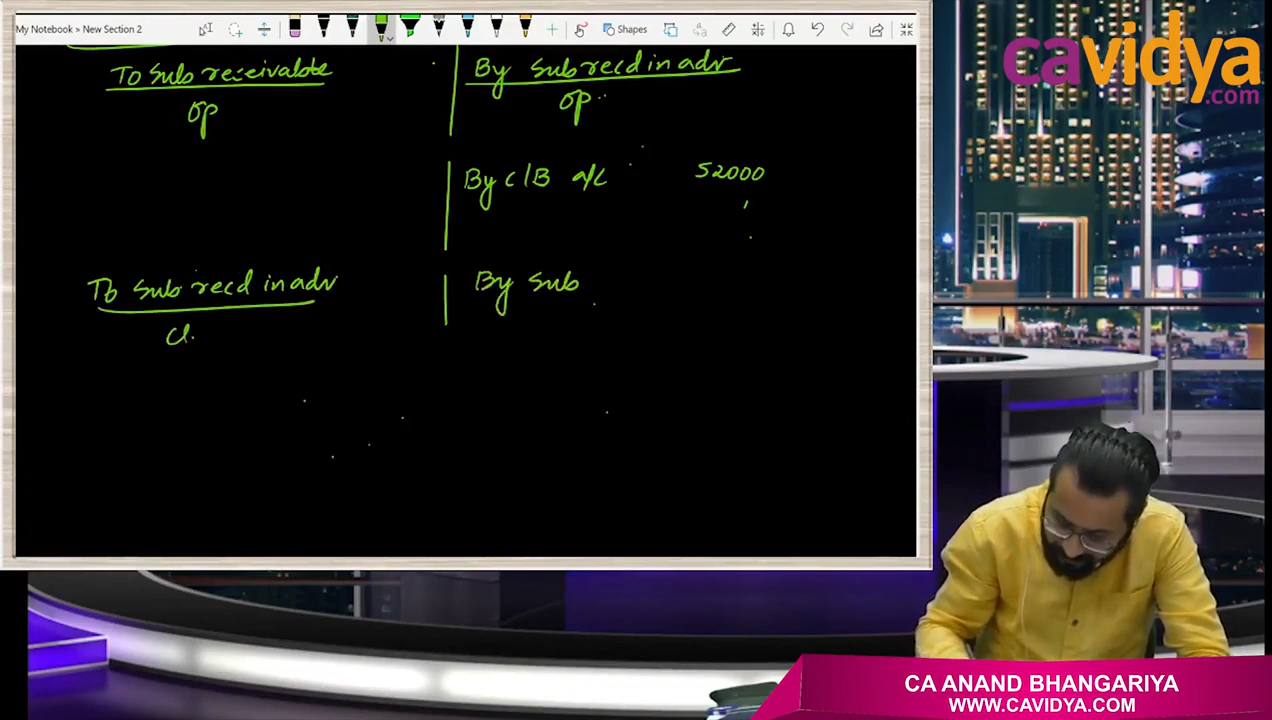 My Notebook » New Section 2
Shapes
cavidya
.com
To Sub receivable
op
By Sub recd in adv
op
By C/B a/c 52000
To Sub recd in adv
cl.
By Sub
CA ANAND BHANGARIYA
WWW.CAVIDYA.COM